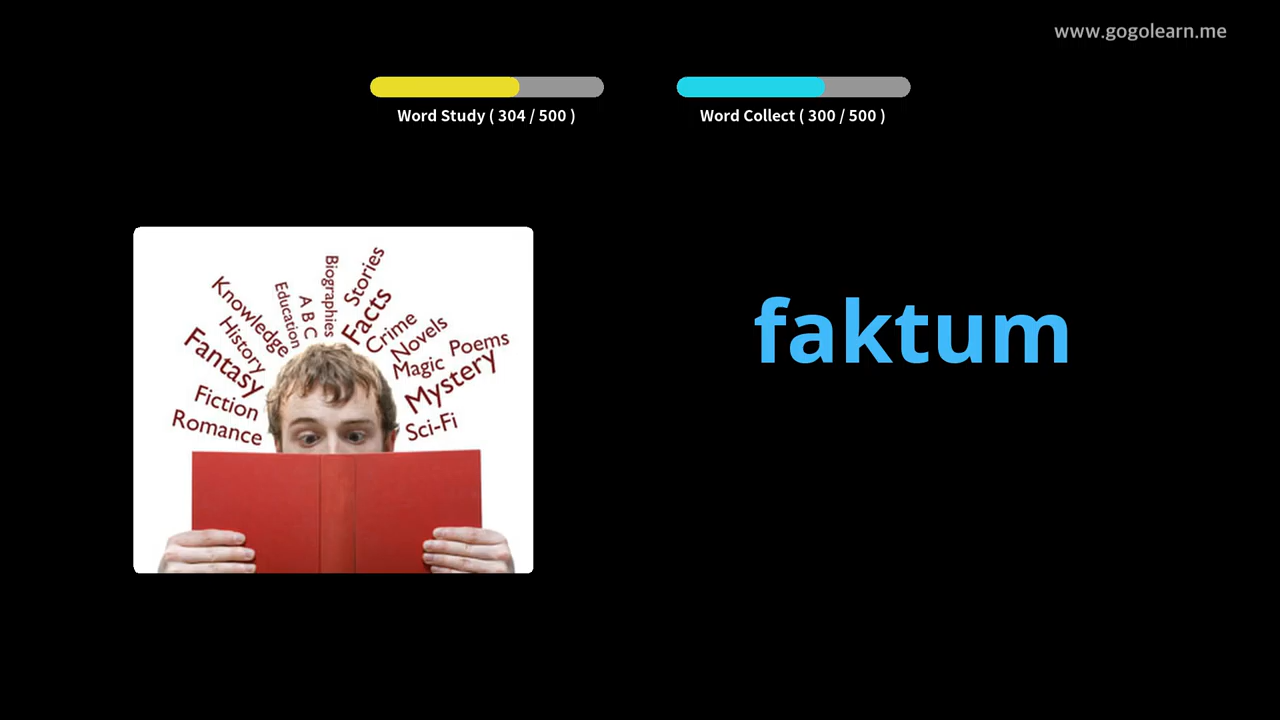 www.gogolearn.me
Word Study ( 304 / 500 )
Word Collect ( 300 / 500 )
faktum
Stories
Biographies
Facts
Education
A B C
Knowledge
Crime
History
Novels
Poems
Fantasy
Magic
Mystery
Fiction
Sci-Fi
Romance